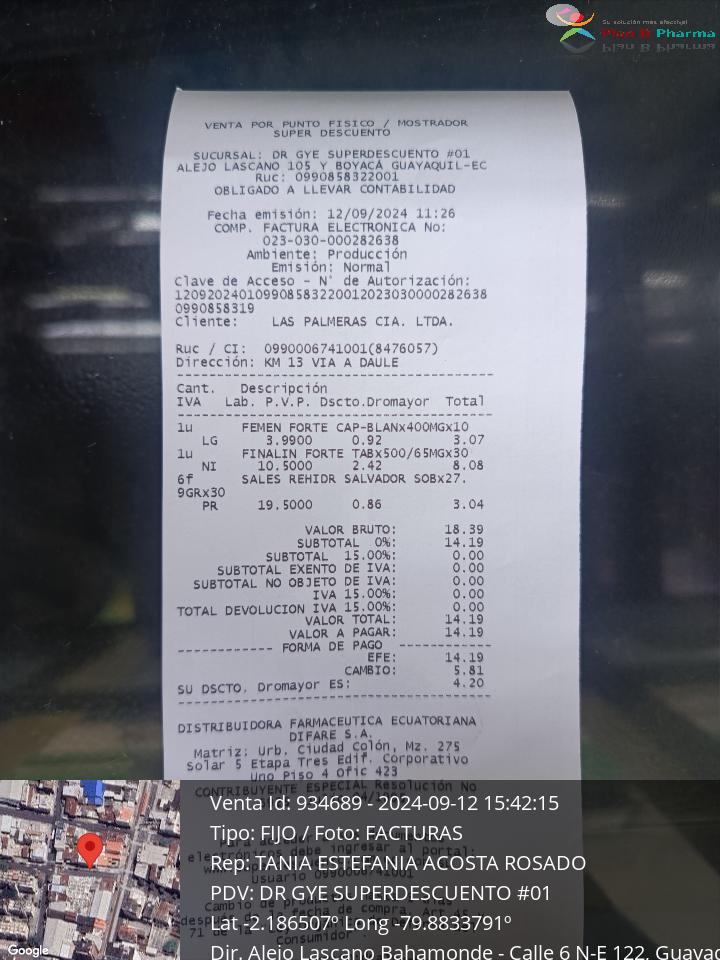 Su solución más efectiva!
Plan B Pharma
VENTA POR PUNTO FISICO / MOSTRADOR
SUPER DESCUENTO
SUCURSAL: DR GYE SUPERDESCUENTO #01
ALEJO LASCANO 105 Y BOYACA GUAYAQUIL-EC
Ruc: 0990858322001
OBLIGADO A LLEVAR CONTABILIDAD
Fecha emisión: 12/09/2024 11:26
COMP. FACTURA ELECTRONICA No:
023-030-000282638
Ambiente: Producción
Emisión: Normal
Clave de Acceso - N° de Autorización:
120920240109908583220012023030000282638
0990858319
Cliente: LAS PALMERAS CIA. LTDA.
Ruc / CI: 0990006741001(8476057)
Dirección: KM 13 VIA A DAULE
Cant. Descripción
IVA Lab. P.V.P. Dscto.Dromayor Total
1u FEMEN FORTE CAP-BLANx400MGx10
LG 3.9900 0.92 3.07
1u FINALIN FORTE TABx500/65MGx30
NI 10.5000 2.42 8.08
6f SALES REHIDR SALVADOR SOBx27.
9GRx30
PR 19.5000 0.86 3.04
VALOR BRUTO: 18.39
SUBTOTAL 0%: 14.19
SUBTOTAL 15.00%: 0.00
SUBTOTAL EXENTO DE IVA: 0.00
SUBTOTAL NO OBJETO DE IVA: 0.00
IVA 15.00%: 0.00
TOTAL DEVOLUCION IVA 15.00%: 0.00
VALOR TOTAL: 14.19
VALOR A PAGAR: 14.19
------------ FORMA DE PAGO ------------
EFE: 14.19
CAMBIO: 5.81
SU DSCTO. Dromayor ES: 4.20
DISTRIBUIDORA FARMACEUTICA ECUATORIANA
DIFARE S.A.
Matriz: Urb. Ciudad Colón, Mz. 275
Solar 5 Etapa Tres Edif. Corporativo
Uno Piso 4 Ofic 423
CONTRIBUYENTE ESPECIAL Resolución No
Venta Id: 934689 - 2024-09-12 15:42:15
Tipo: FIJO / Foto: FACTURAS
Rep: TANIA ESTEFANIA ACOSTA ROSADO
PDV: DR GYE SUPERDESCUENTO #01
Lat -2.186507º Long -79.8833791º
Dir. Alejo Lascano Bahamonde - Calle 6 N-E 122, Guayaq
Google